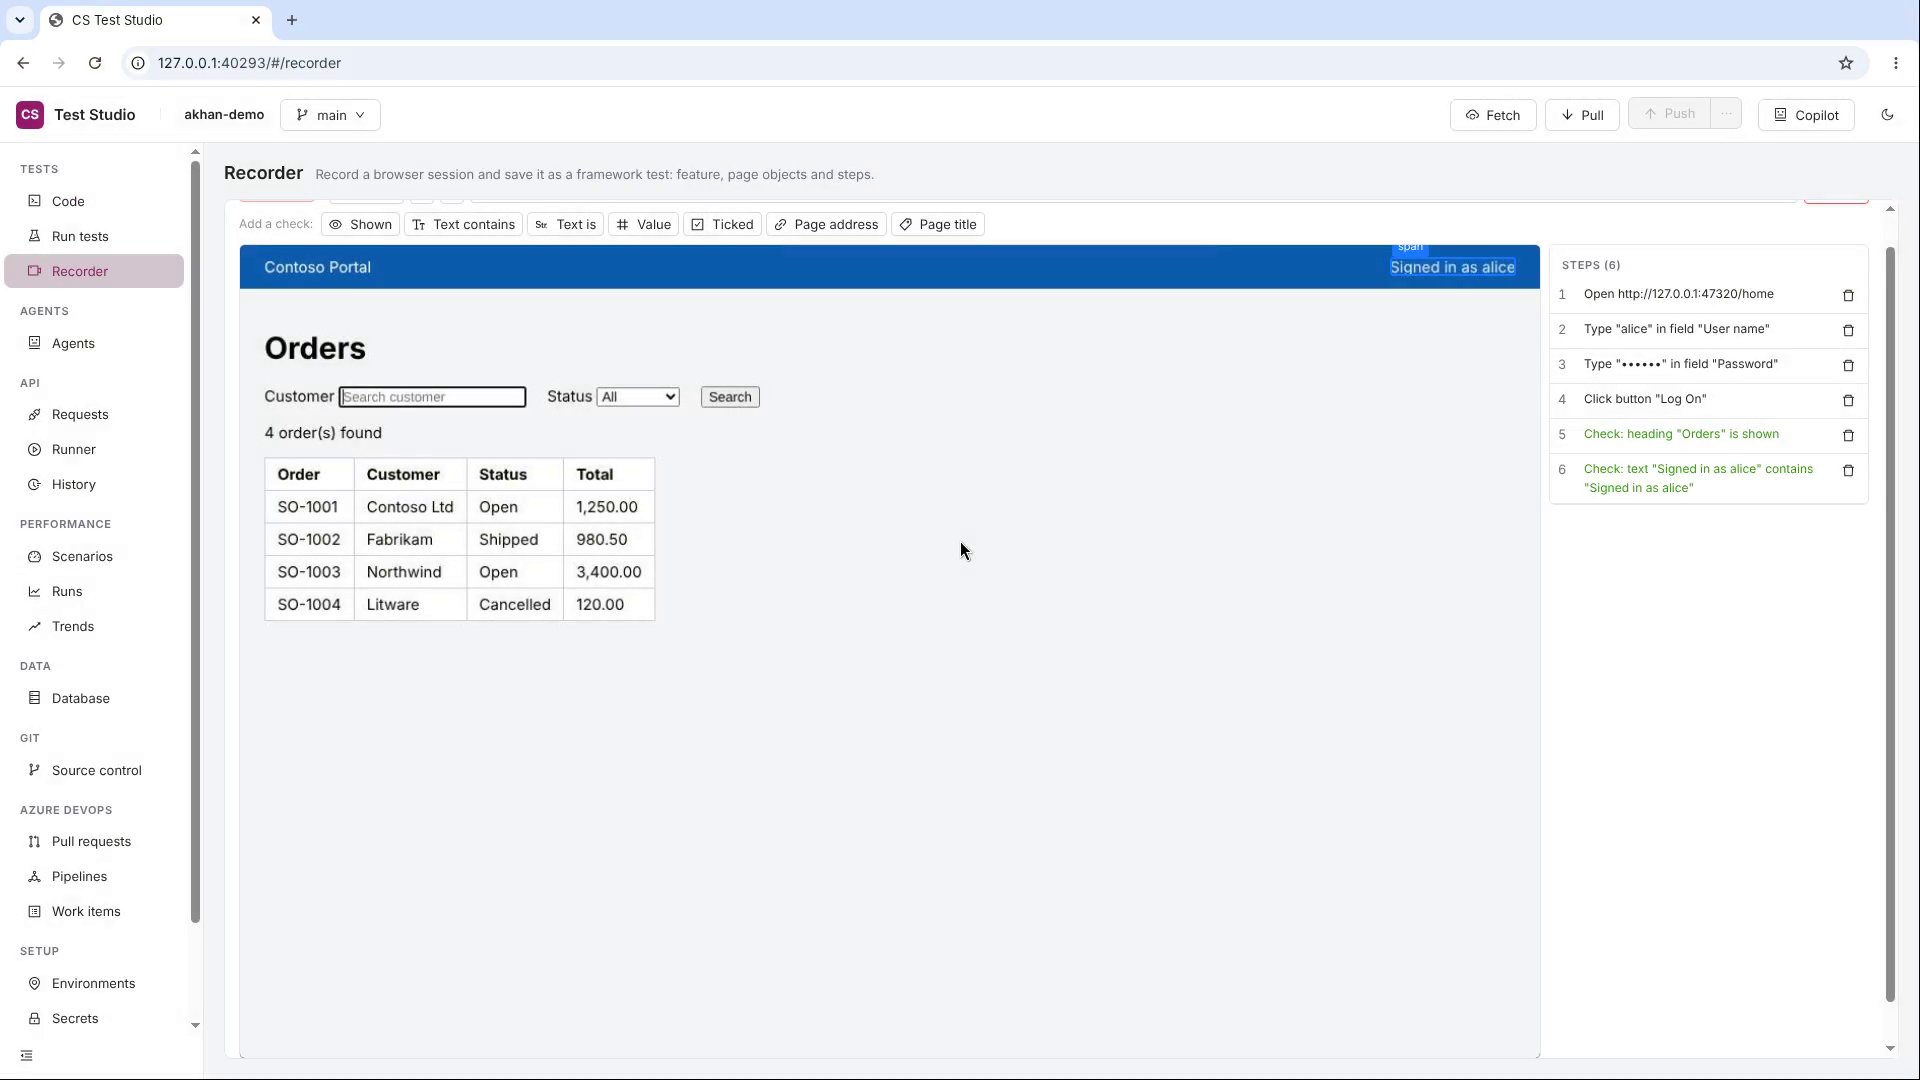 CS Test Studio
127.0.0.1:40293/#/recorder
CS Test Studio akhan-demo main Fetch Pull Push ... Copilot
TESTS
Code
Run tests
Recorder
AGENTS
Agents
API
Requests
Runner
History
PERFORMANCE
Scenarios
Runs
Trends
DATA
Database
GIT
Source control
AZURE DEVOPS
Pull requests
Pipelines
Work items
SETUP
Environments
Secrets
Recorder Record a browser session and save it as a framework test: feature, page objects and steps.
Add a check: Shown Text contains Text is Value Ticked Page address Page title
span
Contoso Portal Signed in as alice
Orders
Customer Search customer Status All Search
4 order(s) found
Order Customer Status Total
SO-1001 Contoso Ltd Open 1,250.00
SO-1002 Fabrikam Shipped 980.50
SO-1003 Northwind Open 3,400.00
SO-1004 Litware Cancelled 120.00
STEPS (6)
1 Open http://127.0.0.1:47320/home
2 Type "alice" in field "User name"
3 Type "••••••" in field "Password"
4 Click button "Log On"
5 Check: heading "Orders" is shown
6 Check: text "Signed in as alice" contains
"Signed in as alice"